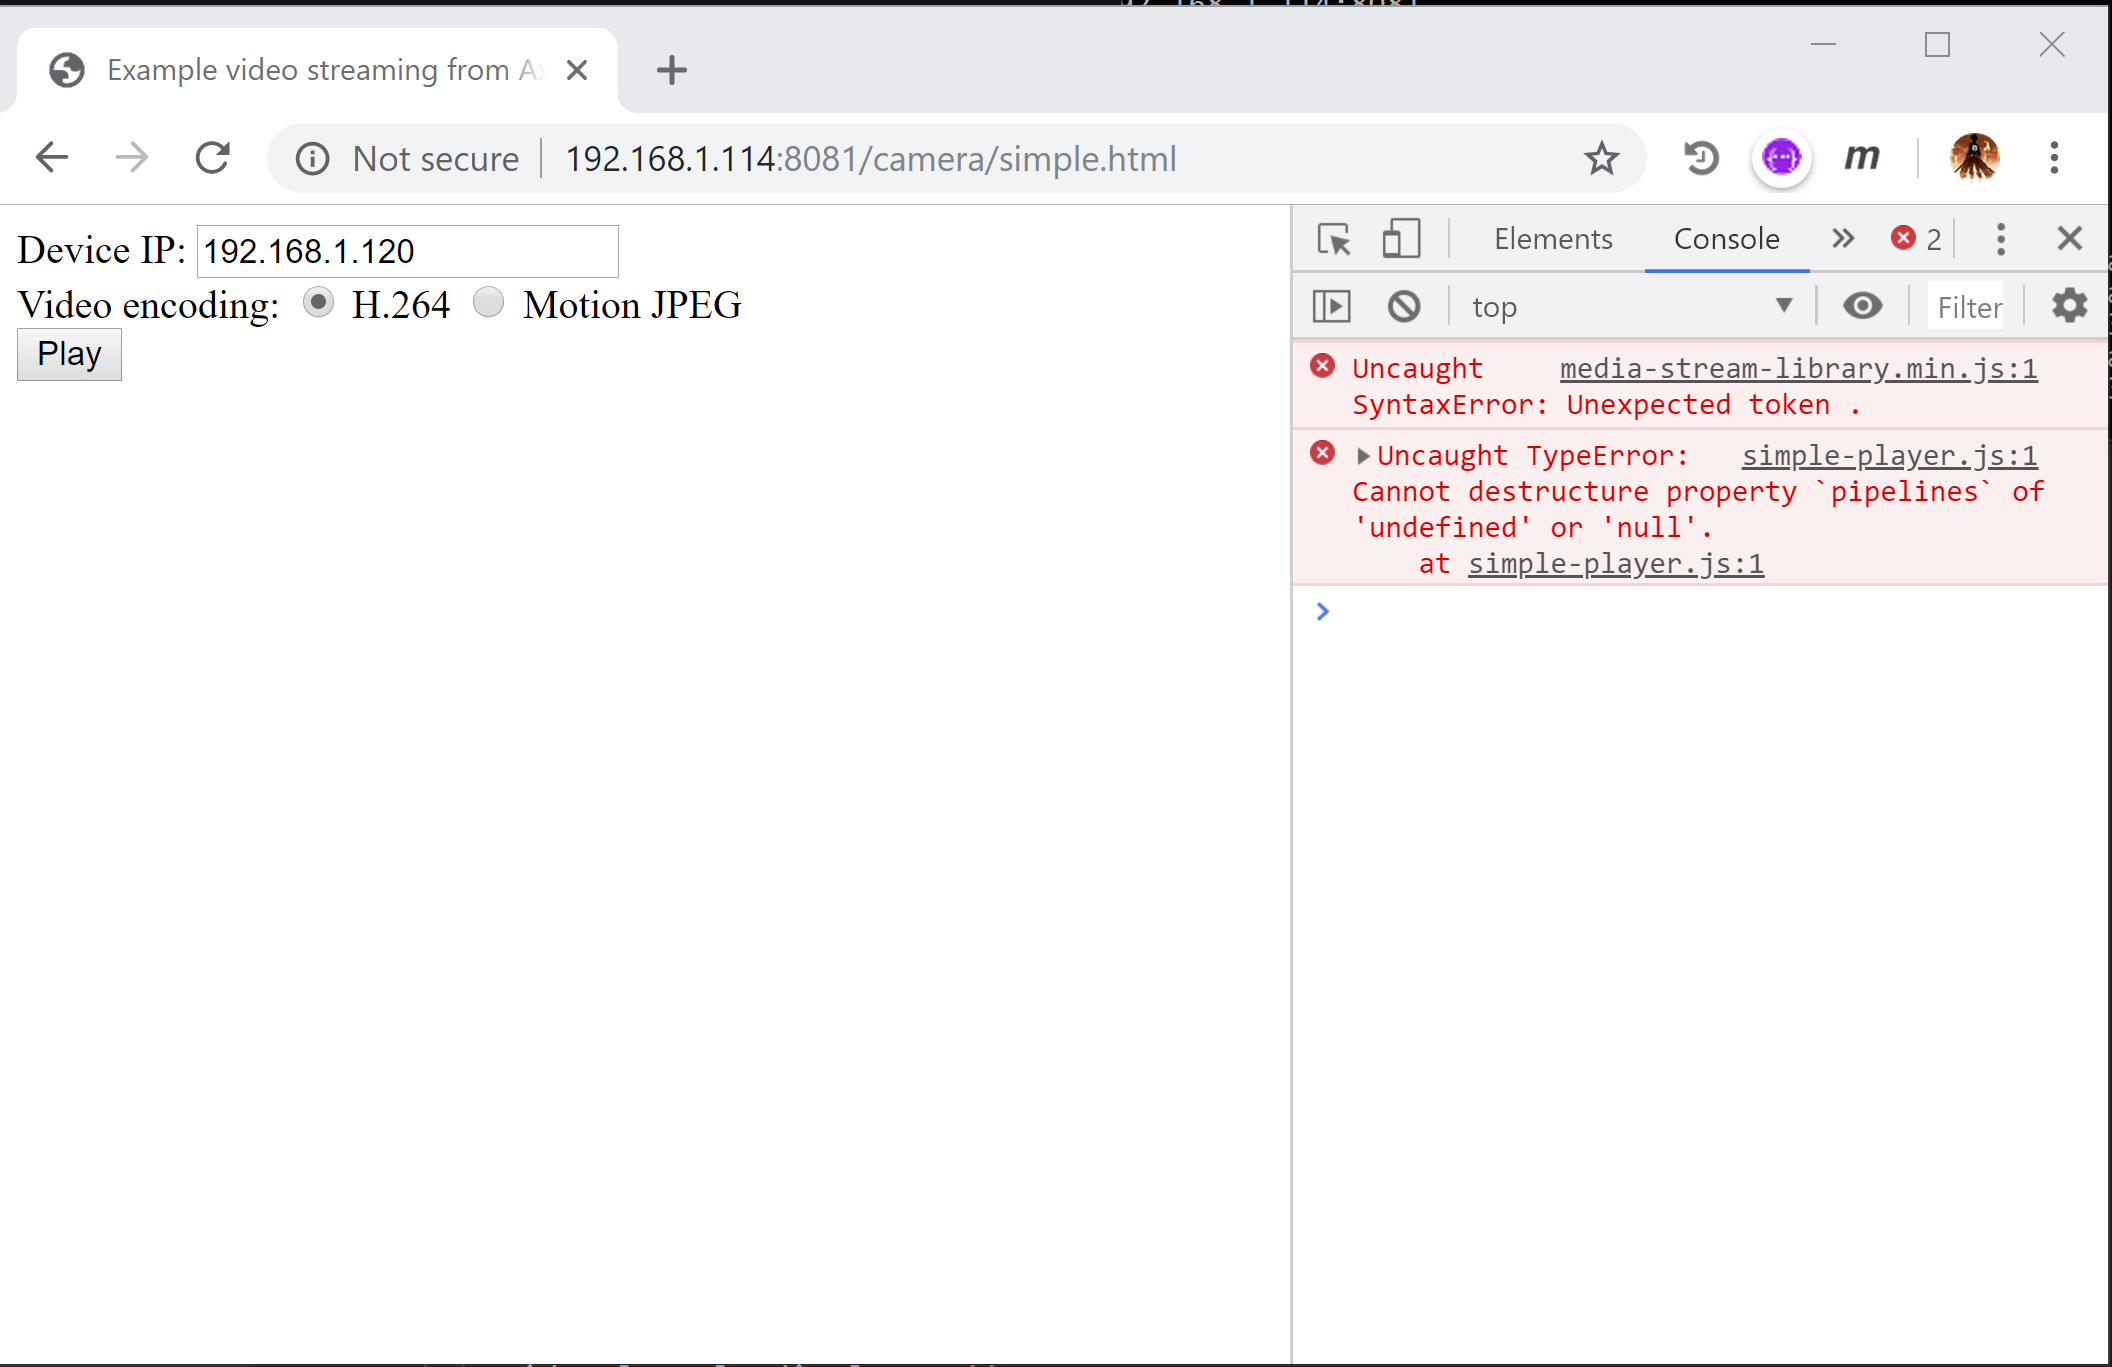 Example video streaming from Ax
Not secure 192.168.1.114:8081/camera/simple.html
m
Device IP: 192.168.1.120
Video encoding: H.264 Motion JPEG
Play
Elements Console 2
top Filter
Uncaught media-stream-library.min.js:1
SyntaxError: Unexpected token .
Uncaught TypeError: simple-player.js:1
Cannot destructure property `pipelines` of
'undefined' or 'null'.
at simple-player.js:1